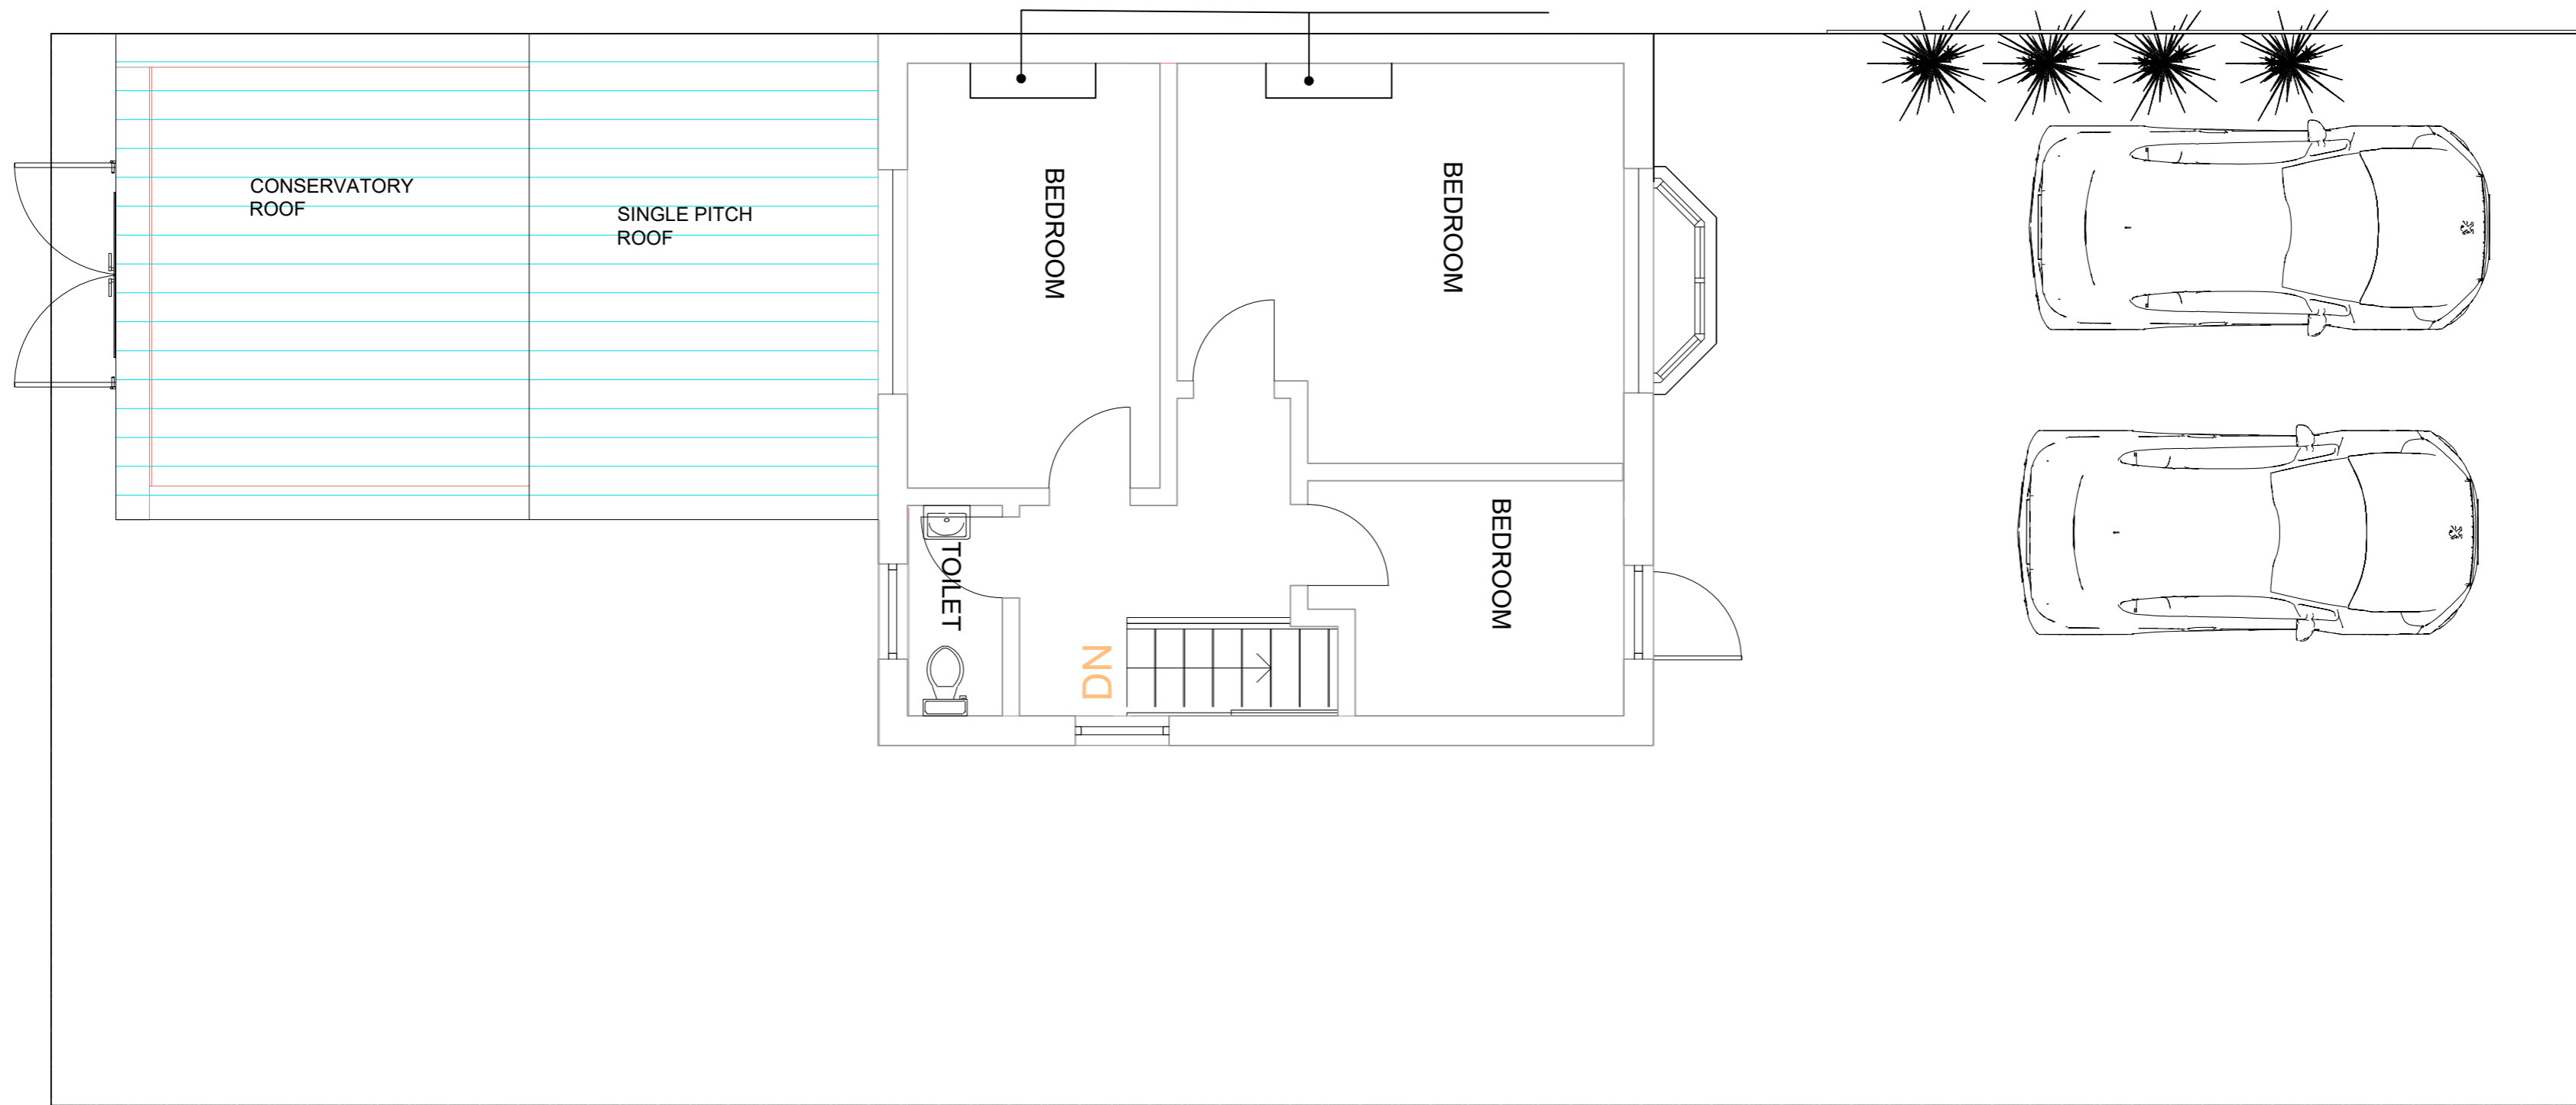 CONSERVATORY
ROOF
SINGLE PITCH
ROOF
BEDROOM
BEDROOM
BEDROOM
TOILET
DN